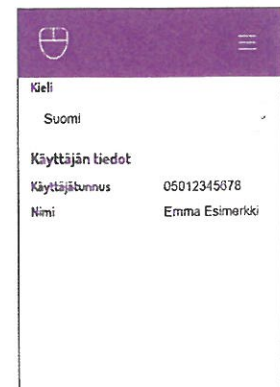 Kieli
Suomi
Käyttäjän tiedot
Käyttäjätunnus 05012345678
Nimi Emma Esimerkki